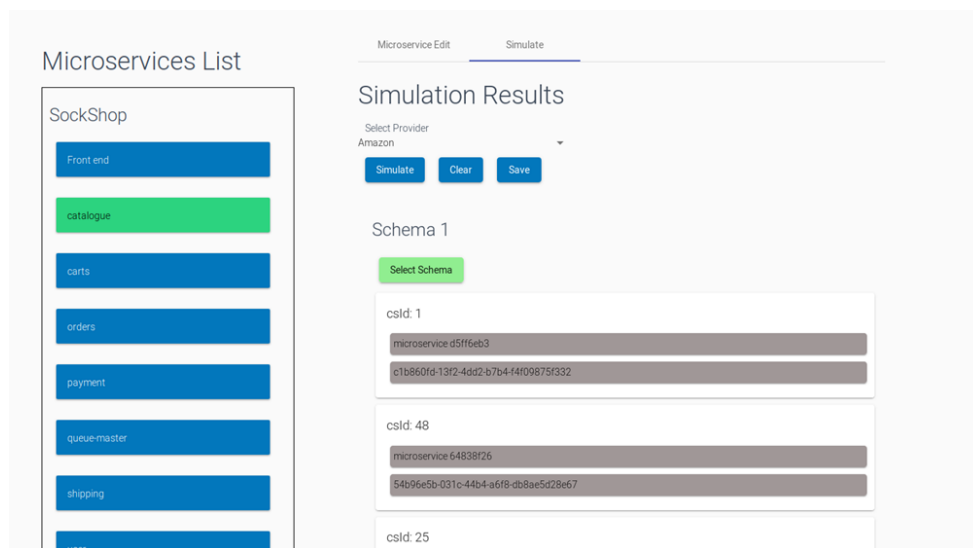 Microservices List
SockShop
Front end
catalogue
carts
orders
payment
queue-master
shipping
Microservice Edit
Simulate
Simulation Results
Select Provider
Amazon
Simulate
Clear
Save
Schema 1
Select Schema
csId: 1
microservice d5ff6eb3
c1b860fd-13f2-4dd2-b7b4-f4f09875f332
csId: 48
microservice 64838f26
54b96e5b-031c-44b4-a6f8-db8ae5d28e67
csId: 25